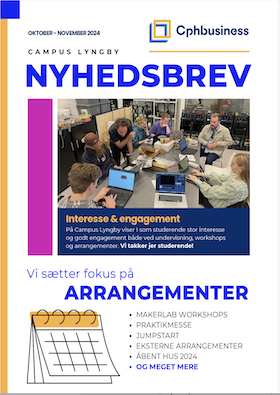 OKTOBER - NOVEMBER 2024
Cphbusiness
CAMPUS LYNGBY
NYHEDSBREV
Interesse & engagement
På Campus Lyngby viser I som studerende stor interesse
og godt engagement både ved undervisning, workshops
og arrangementer. Vi takker jer studerende!
Vi sætter fokus på
ARRANGEMENTER
• MAKERLAB WORKSHOPS
• PRAKTIKMESSE
• JUMPSTART
• EKSTERNE ARRANGEMENTER
• ÅBENT HUS 2024
• OG MEGET MERE